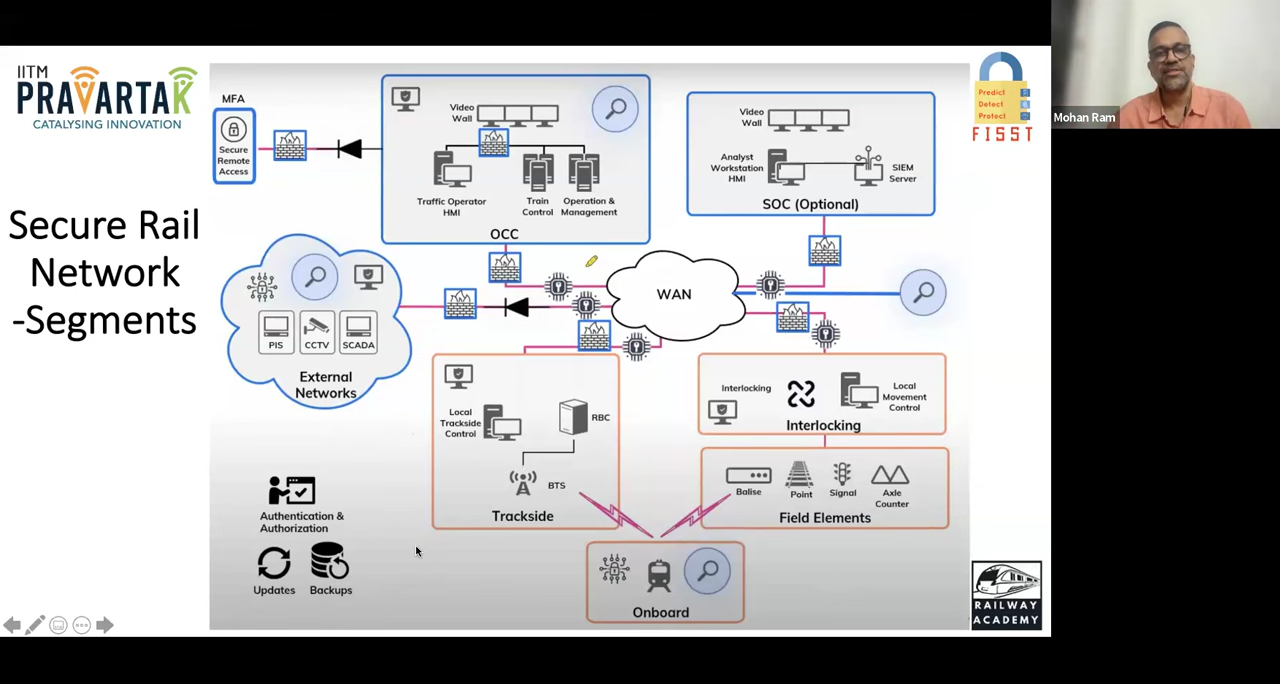 IITM
PRAVARTAK
CATALYSING INNOVATION
Secure Rail
Network
-Segments
MFA
Secure
Remote
Access
Video
Wall
Traffic Operator
HMI
Train
Control
Operation &
Management
OCC
Video
Wall
Analyst
Workstation
HMI
SIEM
Server
SOC (Optional)
Predict
Detect
Protect
FISST
Mohan Ram
WAN
PIS
CCTV
SCADA
External
Networks
Local
Trackside
Control
RBC
BTS
Trackside
Interlocking
Local
Movement
Control
Interlocking
Balise
Point
Signal
Axle
Counter
Field Elements
Onboard
Authentication &
Authorization
Updates
Backups
RAILWAY
ACADEMY